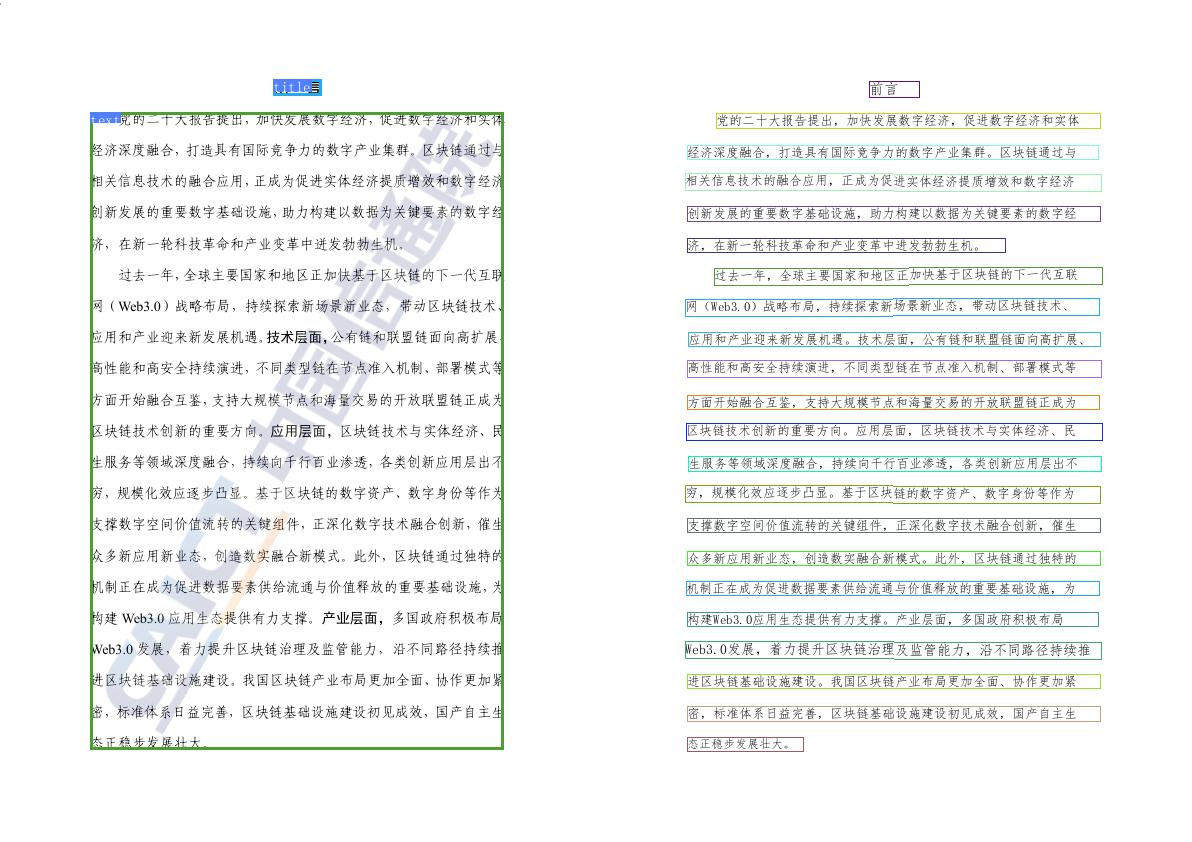 title
text党的二十大报告提出，加快发展数字经济，促进数字经济和实体
经济深度融合，打造具有国际竞争力的数字产业集群。区块链通过与
相关信息技术的融合应用，正成为促进实体经济提质增效和数字经济
创新发展的重要数字基础设施，助力构建以数据为关键要素的数字经
济，在新一轮科技革命和产业变革中迸发勃勃生机。
过去一年，全球主要国家和地区正加快基于区块链的下一代互联
网（Web3.0）战略布局，持续探索新场景新业态，带动区块链技术、
应用和产业迎来新发展机遇。技术层面，公有链和联盟链面向高扩展、
高性能和高安全持续演进，不同类型链在节点准入机制、部署模式等
方面开始融合互鉴，支持大规模节点和海量交易的开放联盟链正成为
区块链技术创新的重要方向。应用层面，区块链技术与实体经济、民
生服务等领域深度融合，持续向千行百业渗透，各类创新应用层出不
穷，规模化效应逐步凸显。基于区块链的数字资产、数字身份等作为
支撑数字空间价值流转的关键组件，正深化数字技术融合创新，催生
众多新应用新业态，创造数实融合新模式。此外，区块链通过独特的
机制正在成为促进数据要素供给流通与价值释放的重要基础设施，为
构建 Web3.0 应用生态提供有力支撑。产业层面，多国政府积极布局
Web3.0 发展，着力提升区块链治理及监管能力，沿不同路径持续推
进区块链基础设施建设。我国区块链产业布局更加全面、协作更加紧
密，标准体系日益完善，区块链基础设施建设初见成效，国产自主生
态正稳步发展壮大。
CAICT 中国信通院
前言
党的二十大报告提出，加快发展数字经济，促进数字经济和实体
经济深度融合，打造具有国际竞争力的数字产业集群。区块链通过与
相关信息技术的融合应用，正成为促进实体经济提质增效和数字经济
创新发展的重要数字基础设施，助力构建以数据为关键要素的数字经
济，在新一轮科技革命和产业变革中迸发勃勃生机。
过去一年，全球主要国家和地区正加快基于区块链的下一代互联
网（Web3.0）战略布局，持续探索新场景新业态，带动区块链技术、
应用和产业迎来新发展机遇。技术层面，公有链和联盟链面向高扩展、
高性能和高安全持续演进，不同类型链在节点准入机制、部署模式等
方面开始融合互鉴，支持大规模节点和海量交易的开放联盟链正成为
区块链技术创新的重要方向。应用层面，区块链技术与实体经济、民
生服务等领域深度融合，持续向千行百业渗透，各类创新应用层出不
穷，规模化效应逐步凸显。基于区块链的数字资产、数字身份等作为
支撑数字空间价值流转的关键组件，正深化数字技术融合创新，催生
众多新应用新业态，创造数实融合新模式。此外，区块链通过独特的
机制正在成为促进数据要素供给流通与价值释放的重要基础设施，为
构建Web3.0应用生态提供有力支撑。产业层面，多国政府积极布局
Web3.0发展，着力提升区块链治理及监管能力，沿不同路径持续推
进区块链基础设施建设。我国区块链产业布局更加全面、协作更加紧
密，标准体系日益完善，区块链基础设施建设初见成效，国产自主生
态正稳步发展壮大。